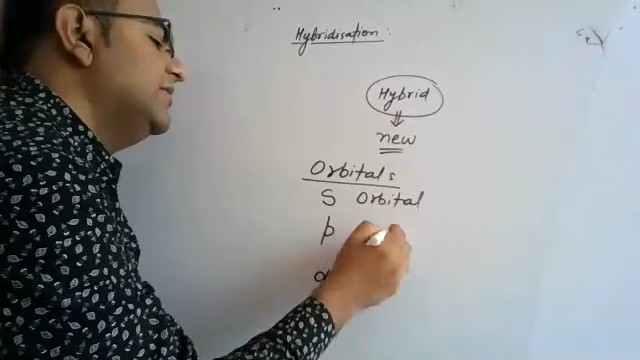 Hybridisation :
Hybrid
new
Orbitals
S Orbital
p